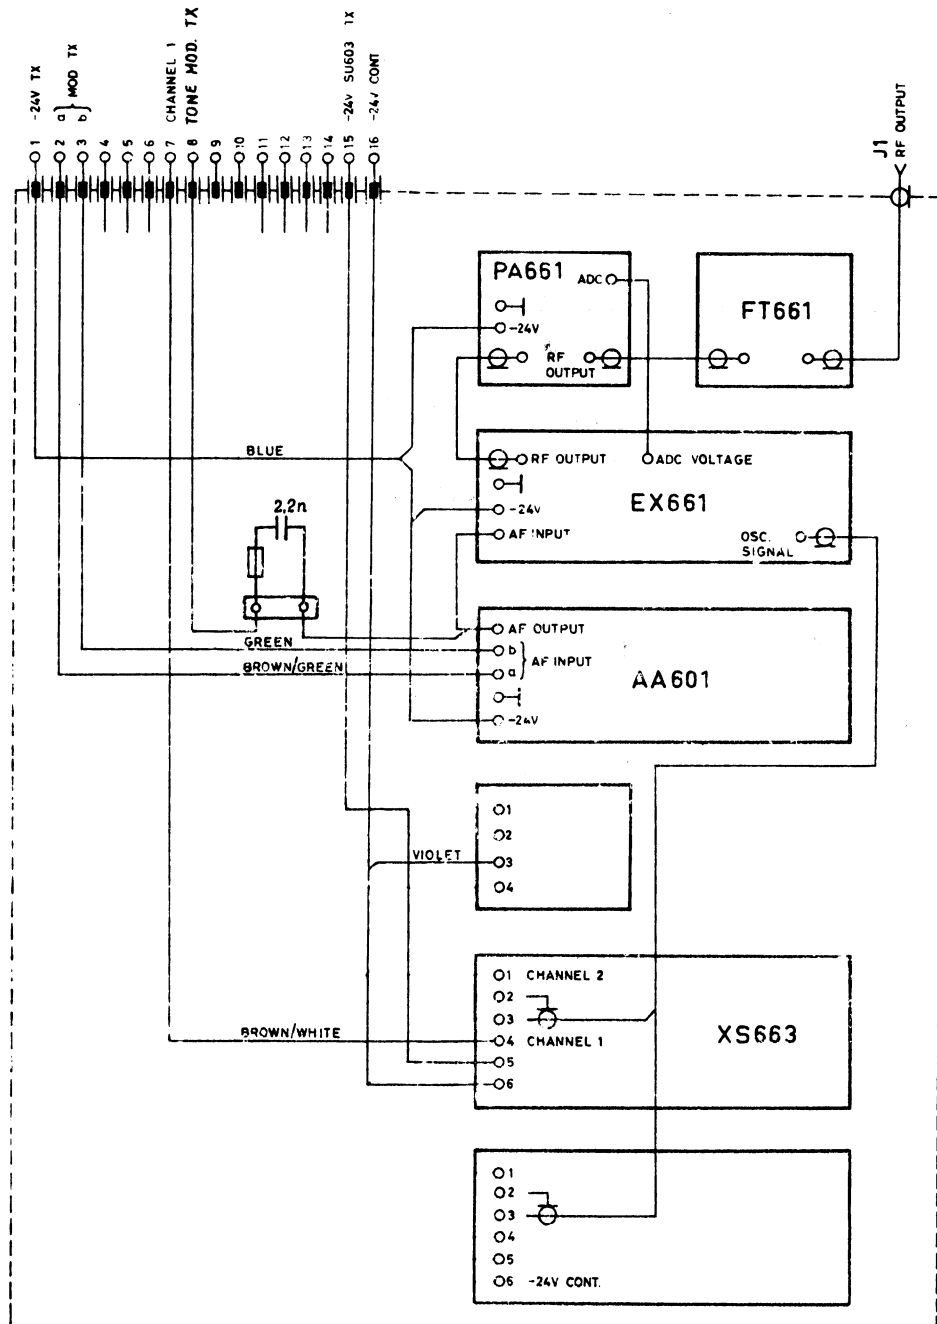 -24V TX
a
b
MOD TX
CHANNEL 1
TONE MOD. TX
-24V SU603 TX
-24V CONT
1
2
3
4
5
6
7
8
9
10
11
12
13
14
15
16
J1
RF OUTPUT
PA661
ADC
-24V
RF
OUTPUT
FT661
BLUE
RF OUTPUT
ADC VOLTAGE
EX661
-24V
AF INPUT
OSC.
SIGNAL
2,2n
GREEN
BROWN/GREEN
AF OUTPUT
b
a
AF INPUT
AA601
-24V
1
2
VIOLET
3
4
1 CHANNEL 2
2
3
XS663
BROWN/WHITE
4 CHANNEL 1
5
6
1
2
3
4
5
6 -24V CONT.